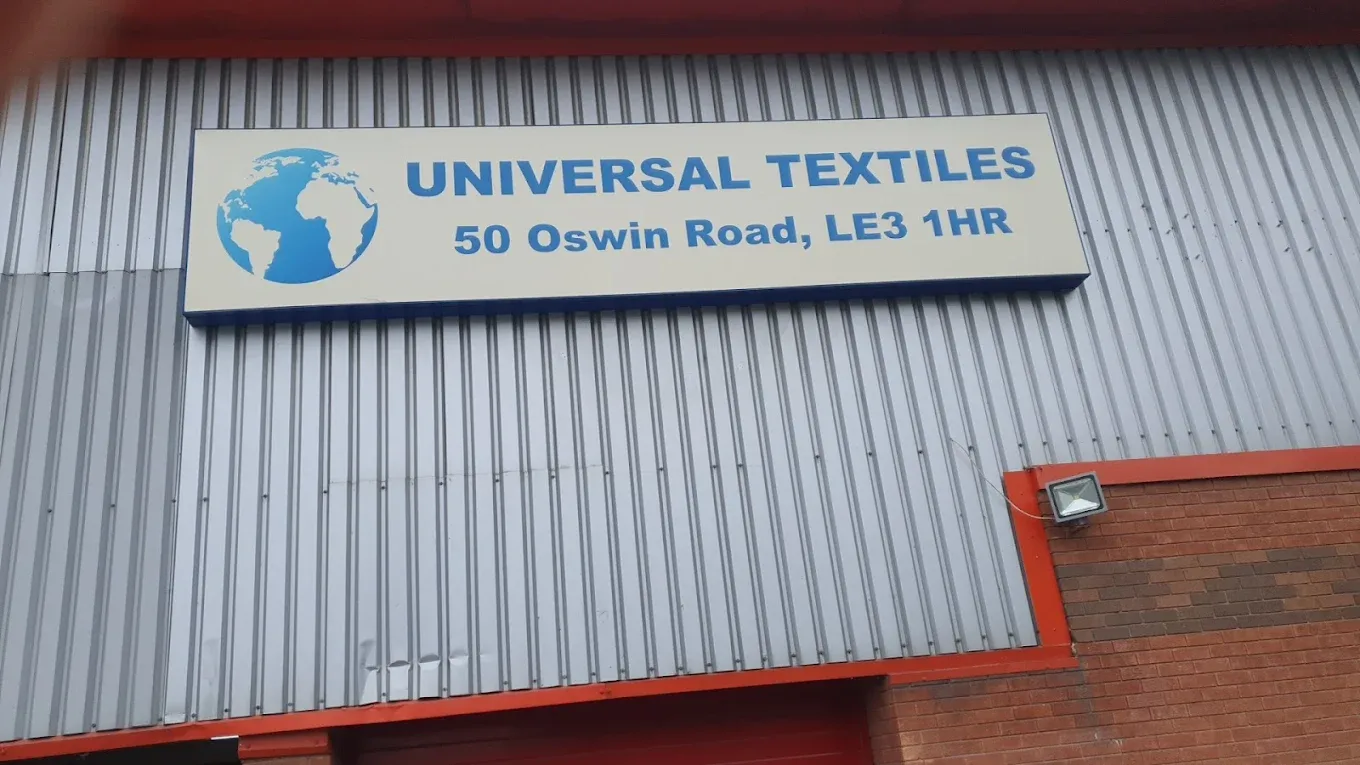 UNIVERSAL TEXTILES
50 Oswin Road, LE3 1HR